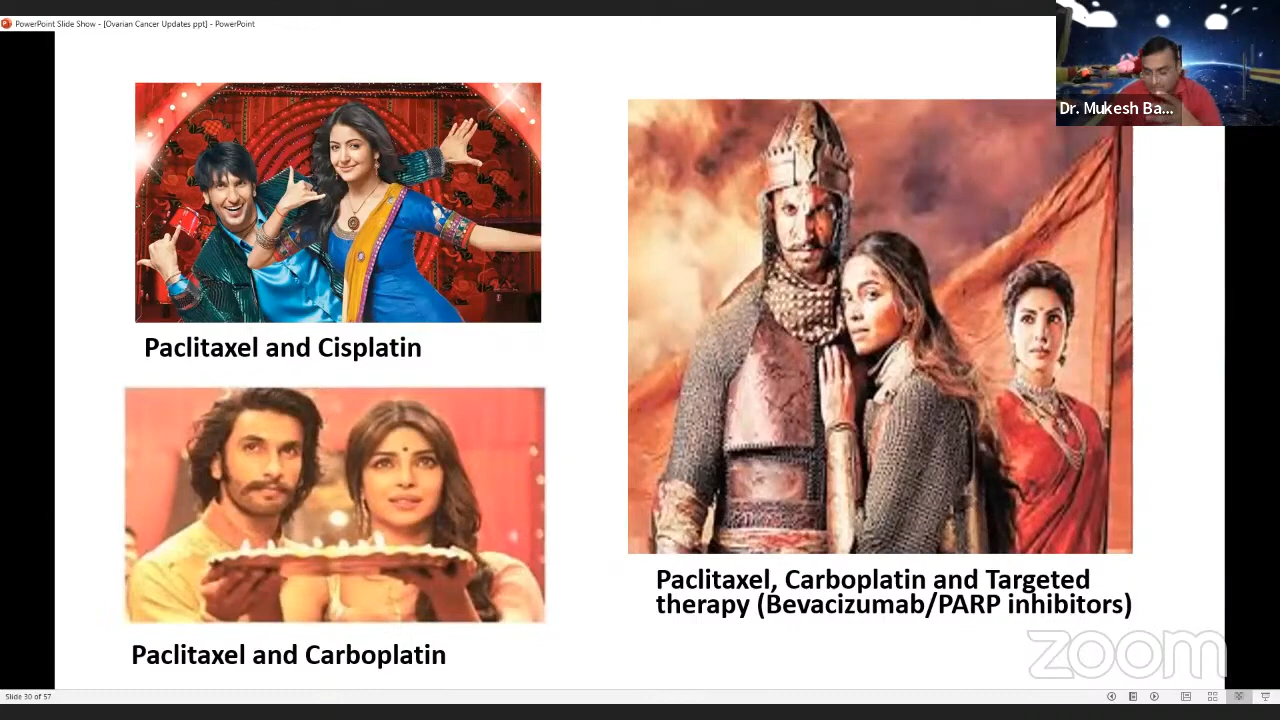 PowerPoint Slide Show - [Ovarian Cancer Updates ppt] - PowerPoint
Dr. Mukesh Ba...
Paclitaxel and Cisplatin
Paclitaxel, Carboplatin and Targeted
therapy (Bevacizumab/PARP inhibitors)
Paclitaxel and Carboplatin
zoom
Slide 30 of 57